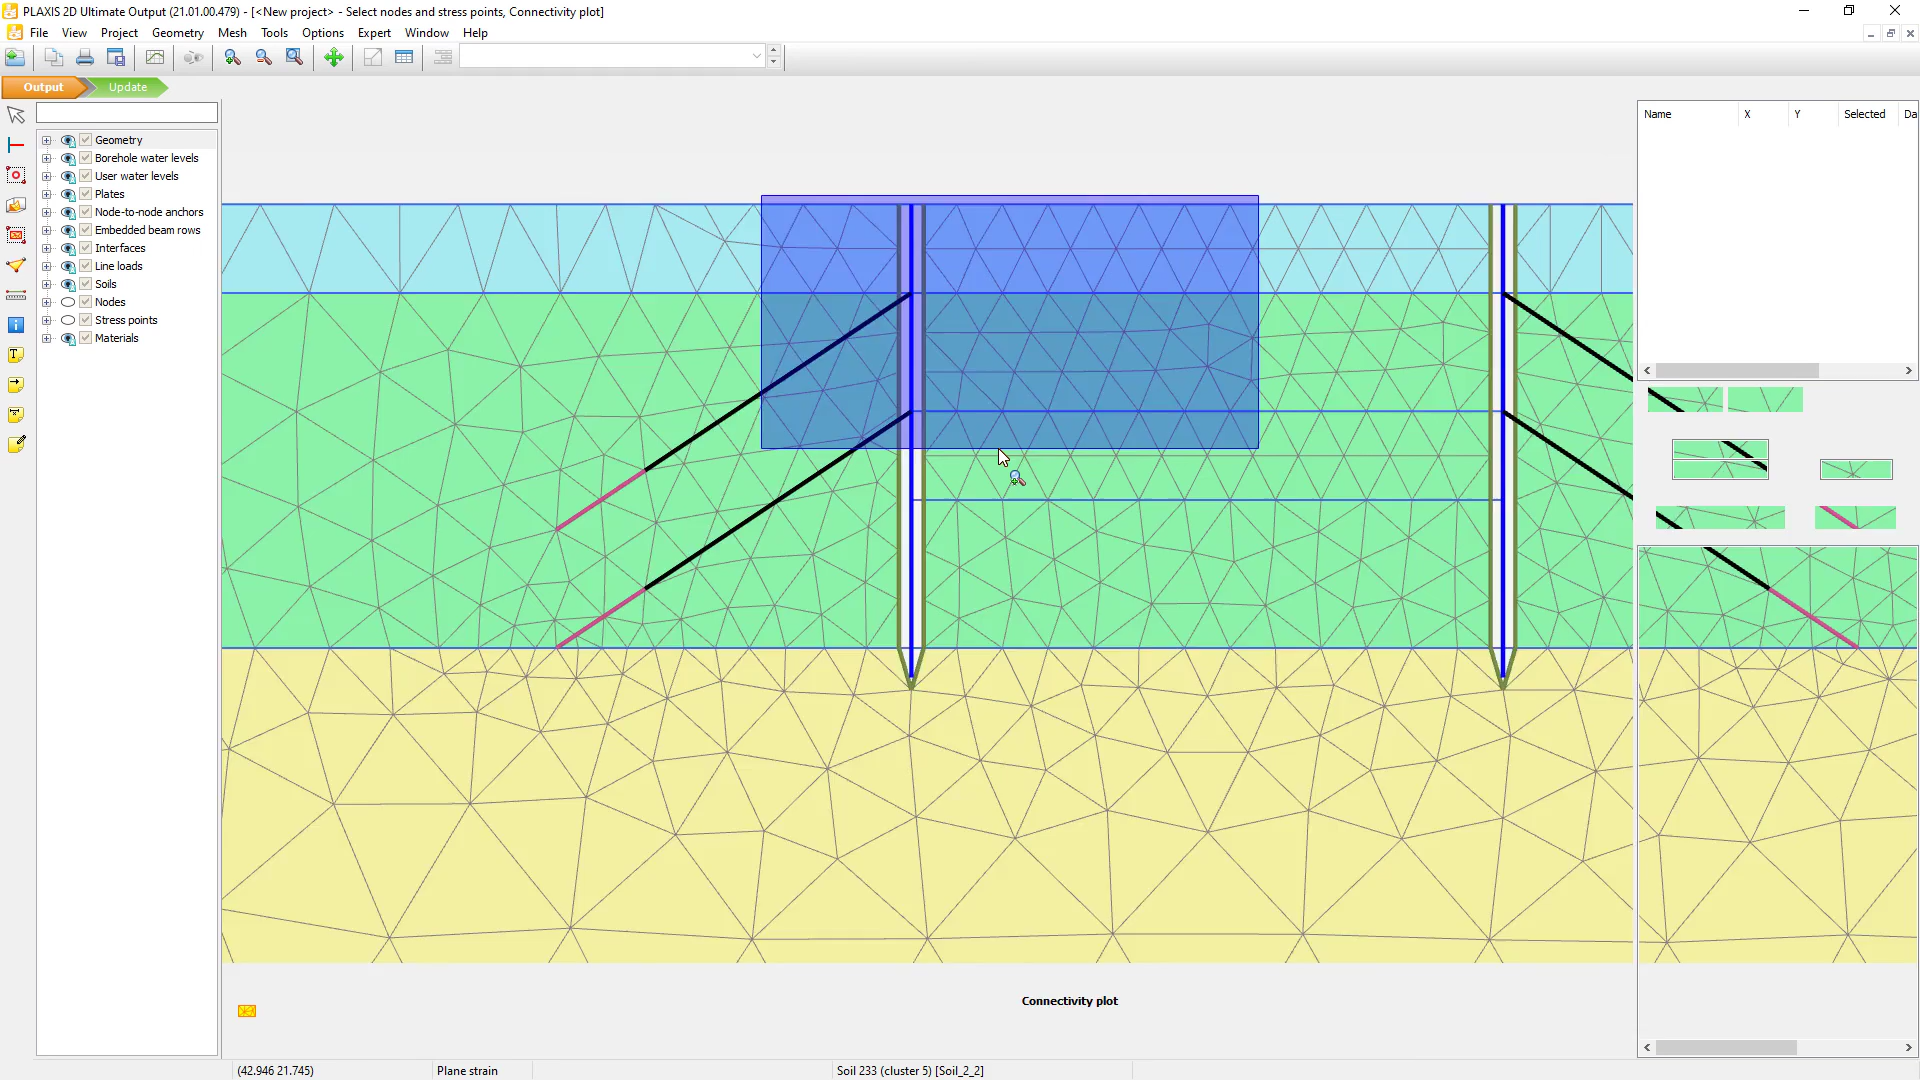 PLAXIS 2D Ultimate Output (21.01.00.479) - [<New project> - Select nodes and stress points, Connectivity plot]
File View Project Geometry Mesh Tools Options Expert Window Help
Output Update
Geometry
Borehole water levels
User water levels
Plates
Node-to-node anchors
Embedded beam rows
Interfaces
Line loads
Soils
Nodes
Stress points
Materials
Name X Y Selected Da
Connectivity plot
(42.946 21.745) Plane strain Soil 233 (cluster 5) [Soil_2_2]